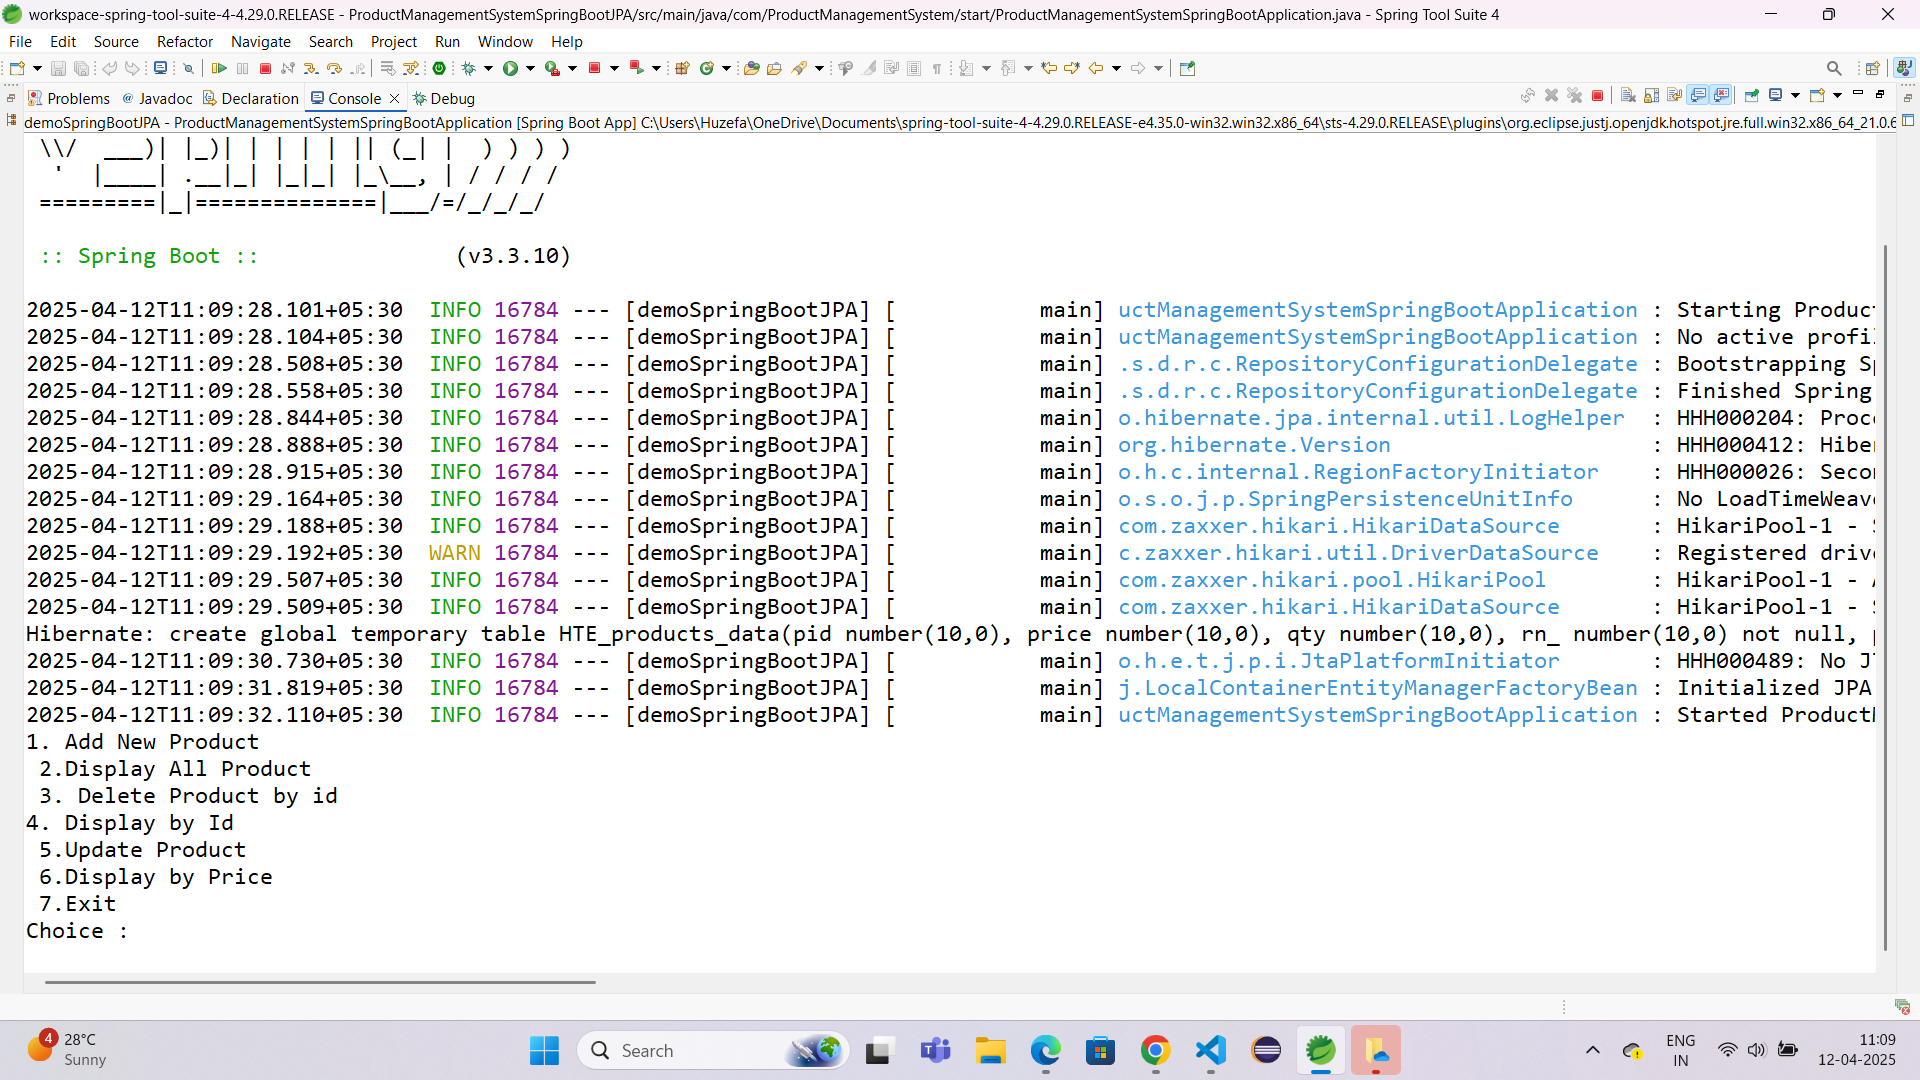 workspace-spring-tool-suite-4-4.29.0.RELEASE - ProductManagementSystemSpringBootJPA/src/main/java/com/ProductManagementSystem/start/ProductManagementSystemSpringBootApplication.java - Spring Tool Suite 4
File Edit Source Refactor Navigate Search Project Run Window Help
Problems @ Javadoc Declaration Console Debug
demoSpringBootJPA - ProductManagementSystemSpringBootApplication [Spring Boot App] C:\Users\Huzefa\OneDrive\Documents\spring-tool-suite-4-4.29.0.RELEASE-e4.35.0-win32.win32.x86_64\sts-4.29.0.RELEASE\plugins\org.eclipse.justj.openjdk.hotspot.jre.full.win32.x86_64_21.0.6
\\/  ___)| |_)| | | | | || (_| |  ) ) ) )
'  |____| .__|_| |_|_| |_\__, | / / / /
=========|_|==============|___/=/_/_/_/
:: Spring Boot :: (v3.3.10)
2025-04-12T11:09:28.101+05:30 INFO 16784 --- [demoSpringBootJPA] [ main] uctManagementSystemSpringBootApplication : Starting Product
2025-04-12T11:09:28.104+05:30 INFO 16784 --- [demoSpringBootJPA] [ main] uctManagementSystemSpringBootApplication : No active profil
2025-04-12T11:09:28.508+05:30 INFO 16784 --- [demoSpringBootJPA] [ main] .s.d.r.c.RepositoryConfigurationDelegate : Bootstrapping Sp
2025-04-12T11:09:28.558+05:30 INFO 16784 --- [demoSpringBootJPA] [ main] .s.d.r.c.RepositoryConfigurationDelegate : Finished Spring
2025-04-12T11:09:28.844+05:30 INFO 16784 --- [demoSpringBootJPA] [ main] o.hibernate.jpa.internal.util.LogHelper : HHH000204: Proce
2025-04-12T11:09:28.888+05:30 INFO 16784 --- [demoSpringBootJPA] [ main] org.hibernate.Version : HHH000412: Hiber
2025-04-12T11:09:28.915+05:30 INFO 16784 --- [demoSpringBootJPA] [ main] o.h.c.internal.RegionFactoryInitiator : HHH000026: Secon
2025-04-12T11:09:29.164+05:30 INFO 16784 --- [demoSpringBootJPA] [ main] o.s.o.j.p.SpringPersistenceUnitInfo : No LoadTimeWeave
2025-04-12T11:09:29.188+05:30 INFO 16784 --- [demoSpringBootJPA] [ main] com.zaxxer.hikari.HikariDataSource : HikariPool-1 - S
2025-04-12T11:09:29.192+05:30 WARN 16784 --- [demoSpringBootJPA] [ main] c.zaxxer.hikari.util.DriverDataSource : Registered drive
2025-04-12T11:09:29.507+05:30 INFO 16784 --- [demoSpringBootJPA] [ main] com.zaxxer.hikari.pool.HikariPool : HikariPool-1 - A
2025-04-12T11:09:29.509+05:30 INFO 16784 --- [demoSpringBootJPA] [ main] com.zaxxer.hikari.HikariDataSource : HikariPool-1 - S
Hibernate: create global temporary table HTE_products_data(pid number(10,0), price number(10,0), qty number(10,0), rn_ number(10,0) not null, p
2025-04-12T11:09:30.730+05:30 INFO 16784 --- [demoSpringBootJPA] [ main] o.h.e.t.j.p.i.JtaPlatformInitiator : HHH000489: No JT
2025-04-12T11:09:31.819+05:30 INFO 16784 --- [demoSpringBootJPA] [ main] j.LocalContainerEntityManagerFactoryBean : Initialized JPA
2025-04-12T11:09:32.110+05:30 INFO 16784 --- [demoSpringBootJPA] [ main] uctManagementSystemSpringBootApplication : Started ProductM
1. Add New Product
2.Display All Product
3. Delete Product by id
4. Display by Id
5.Update Product
6.Display by Price
7.Exit
Choice :
4 28°C
Sunny
Search
ENG
IN
11:09
12-04-2025